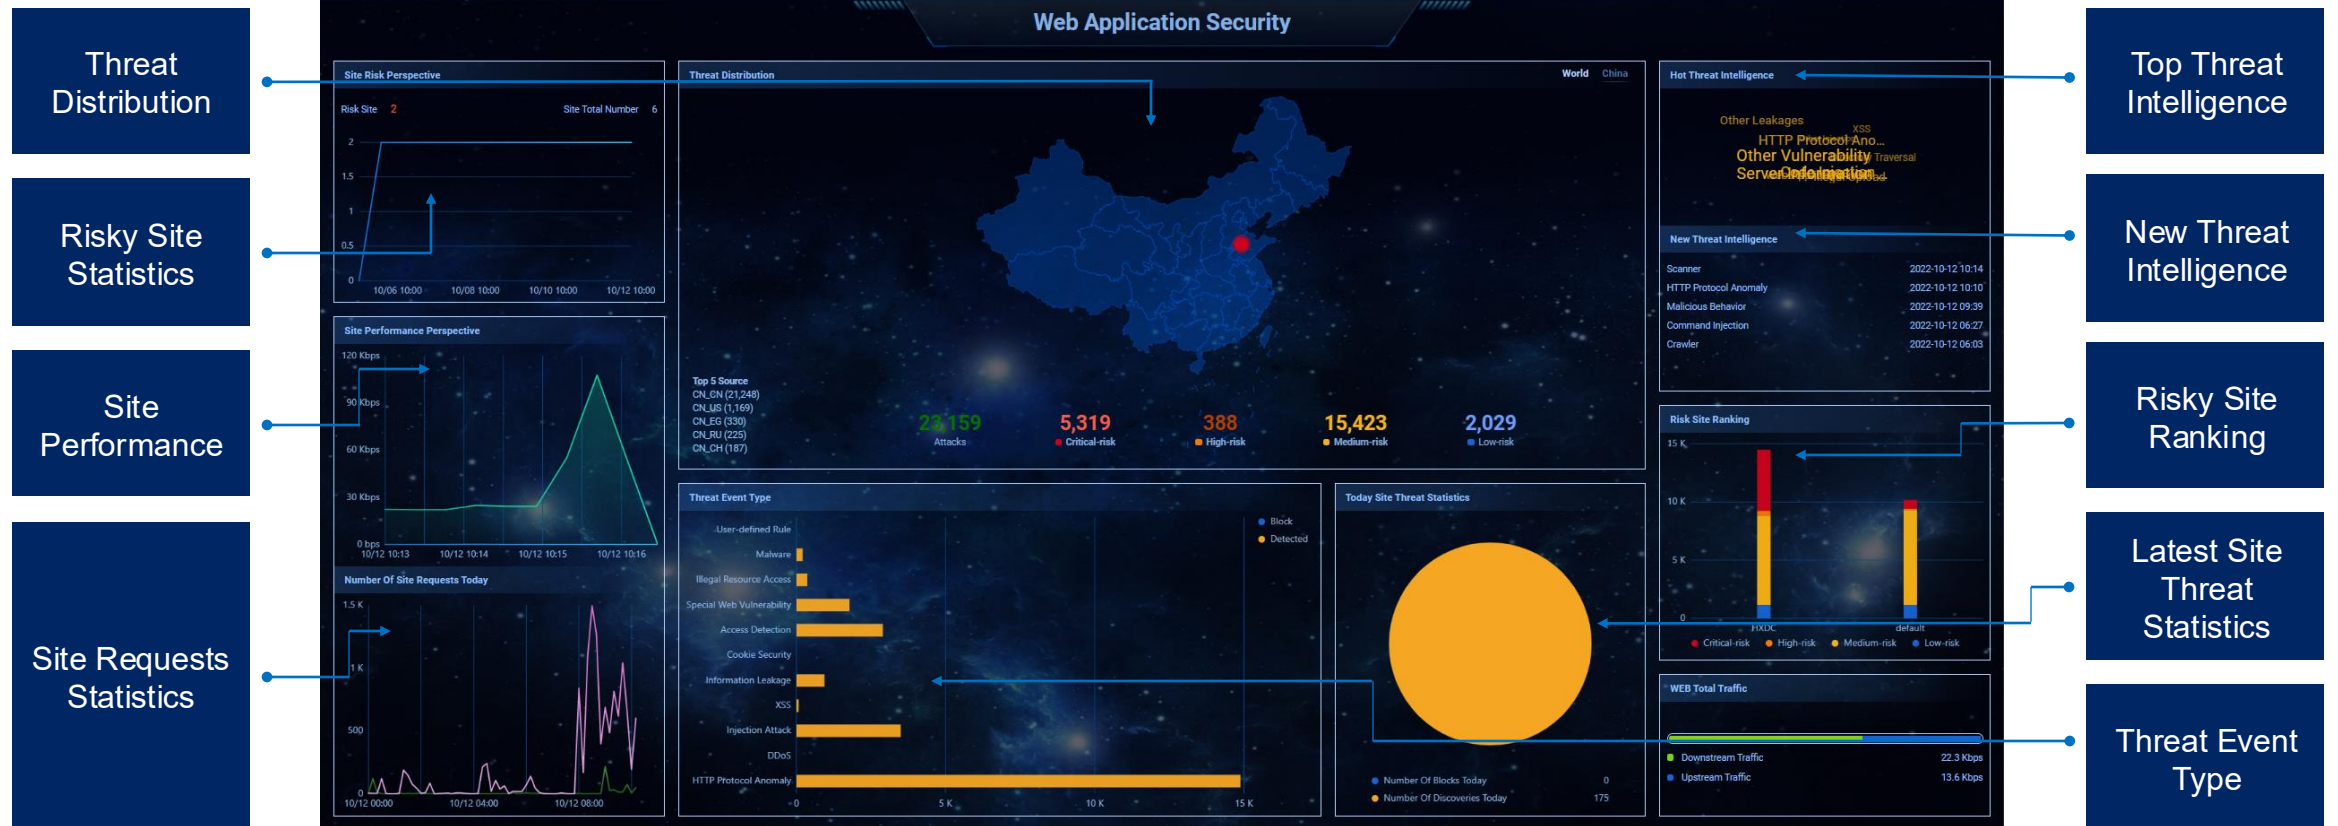 Threat
Distribution
Risky Site
Statistics
Site
Performance
Site Requests
Statistics
Web Application Security
Site Risk Perspective
Risk Site 2
Site Total Number 6
2
1.5
1
0.5
0
10/06 10:00 10/08 10:00 10/10 10:00 10/12 10:00
Site Performance Perspective
120 Kbps
90 Kbps
60 Kbps
30 Kbps
0 bps
10/12 10:13 10/12 10:14 10/12 10:15 10/12 10:16
Number Of Site Requests Today
1.5 K
1 K
500
0
10/12 00:00 10/12 04:00 10/12 08:00
Threat Distribution
World China
Top 5 Source
CN_CN (21,248)
CN_US (1,169)
CN_EG (330)
CN_RU (225)
CN_CH (187)
23,159 5,319 388 15,423 2,029
Attacks Critical-risk High-risk Medium-risk Low-risk
Threat Event Type
Block
Detected
User-defined Rule
Malware
Illegal Resource Access
Special Web Vulnerability
Access Detection
Cookie Security
Information Leakage
XSS
Injection Attack
DDoS
HTTP Protocol Anomaly
0 5 K 10 K 15 K
Today Site Threat Statistics
Number Of Blocks Today 0
Number Of Discoveries Today 175
Hot Threat Intelligence
Other Leakages
XSS
HTTP Protocol Ano...
Other Vulnerability
Traversal
Server
New Threat Intelligence
Scanner 2022-10-12 10:14
HTTP Protocol Anomaly 2022-10-12 10:10
Malicious Behavior 2022-10-12 09:39
Command Injection 2022-10-12 06:27
Crawler 2022-10-12 06:03
Risk Site Ranking
15 K
10 K
5 K
0
HXDC default
Critical-risk High-risk Medium-risk Low-risk
WEB Total Traffic
Downstream Traffic 22.3 Kbps
Upstream Traffic 13.6 Kbps
Top Threat
Intelligence
New Threat
Intelligence
Risky Site
Ranking
Latest Site
Threat
Statistics
Threat Event
Type